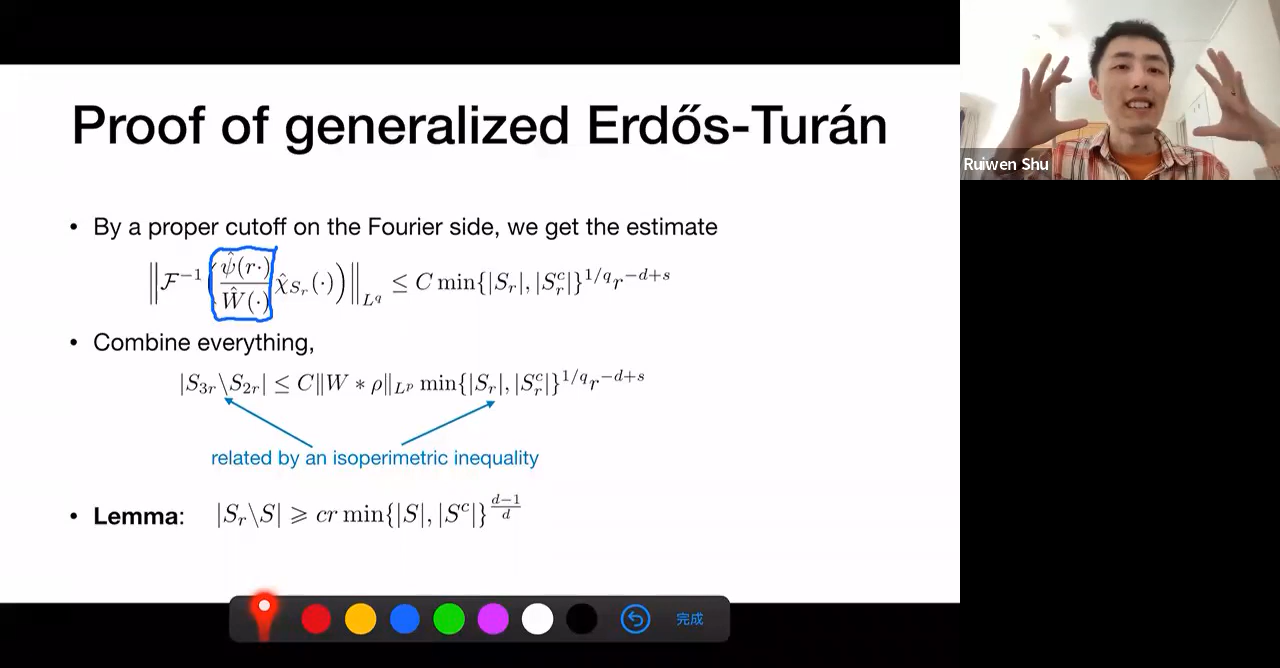 Proof of generalized Erdős-Turán
Ruiwen Shu
• By a proper cutoff on the Fourier side, we get the estimate
‖F⁻¹(ψ̂(r·)/Ŵ(·) χ̂_{S_r}(·))‖_{L^q} ≤ C min{|S_r|, |S_r^c|}^{1/q} r^{−d+s}
• Combine everything,
|S_{3r}\S_{2r}| ≤ C‖W ∗ ρ‖_{L^p} min{|S_r|, |S_r^c|}^{1/q} r^{−d+s}
related by an isoperimetric inequality
• Lemma: |S_r\S| ⩾ cr min{|S|, |S^c|}^{(d−1)/d}
完成